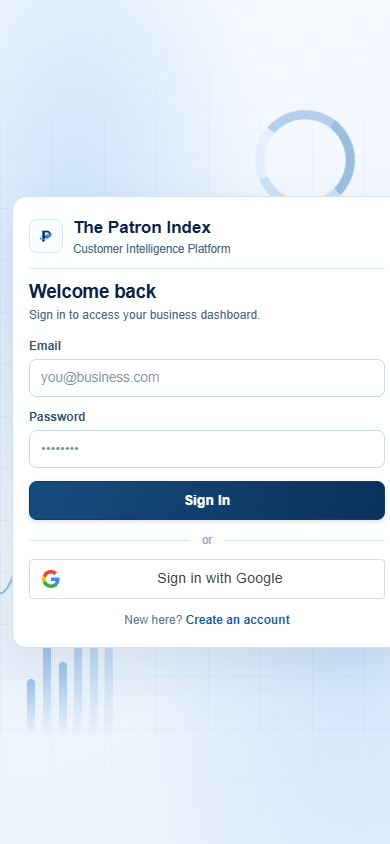 The Patron Index
Customer Intelligence Platform
Welcome back
Sign in to access your business dashboard.
Email
you@business.com
Password
••••••••
Sign In
or
Sign in with Google
New here? Create an account